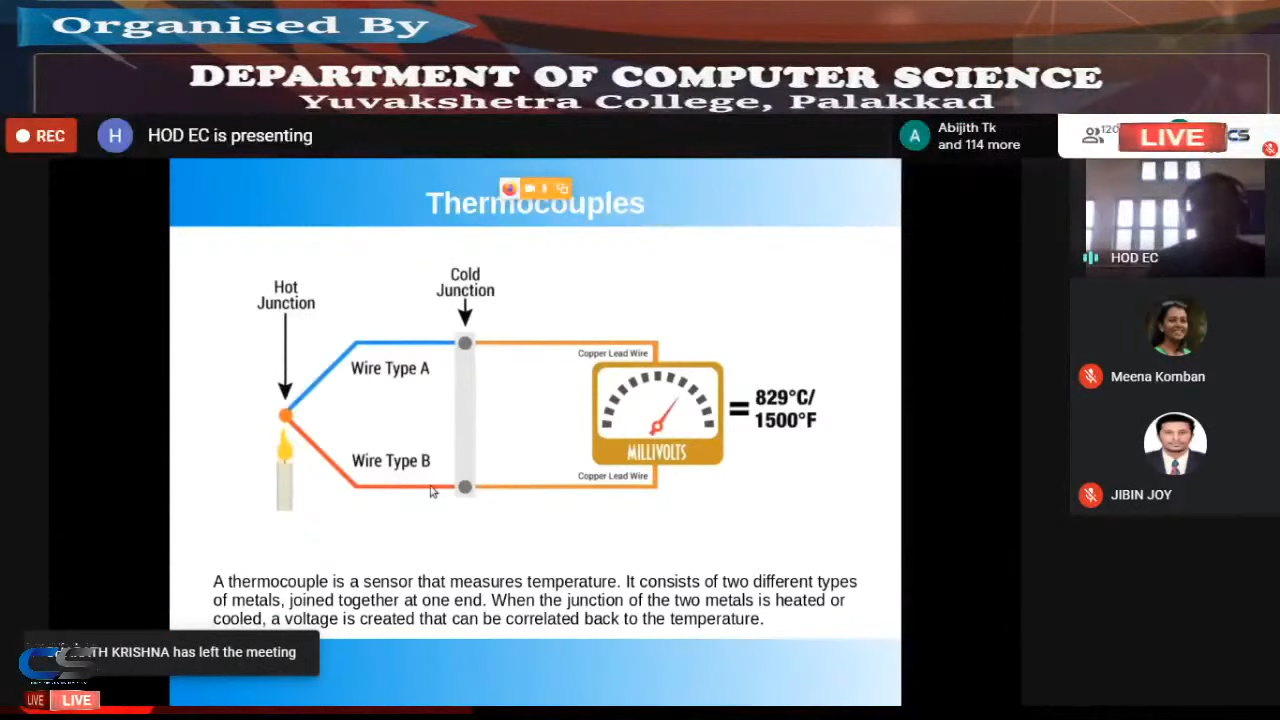 Organised By
DEPARTMENT OF COMPUTER SCIENCE
Yuvakshetra College, Palakkad
REC
H
HOD EC is presenting
A
Abijith Tk
and 114 more
120
LIVE
CS
Thermocouples
HOD EC
Hot
Junction
Cold
Junction
Wire Type A
Copper Lead Wire
MILLIVOLTS
= 829°C/
1500°F
Wire Type B
Copper Lead Wire
Meena Komban
JIBIN JOY
A thermocouple is a sensor that measures temperature. It consists of two different types
of metals, joined together at one end. When the junction of the two metals is heated or
cooled, a voltage is created that can be correlated back to the temperature.
KRISHNA has left the meeting
CS
LIVE
LIVE